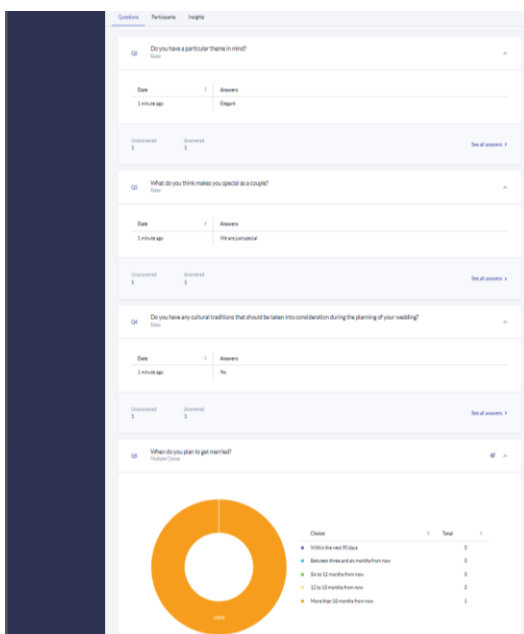 Questions Participants Insights
Q2 Do you have a particular theme in mind?
Essay
Date Answers
1 minute ago Elegant
Unanswered Answered
1 1
See all answers
Q3 What do you think makes you special as a couple?
Essay
Date Answers
1 minute ago We are just special
Unanswered Answered
1 1
See all answers
Q4 Do you have any cultural traditions that should be taken into consideration during the planning of your wedding?
Essay
Date Answers
1 minute ago No
Unanswered Answered
1 1
See all answers
Q5 When do you plan to get married?
Multiple Choice
Choice Total
Within the next 90 days 0
Between three and six months from now 0
Six to 12 months from now 0
12 to 18 months from now 0
More than 18 months from now 1
100%